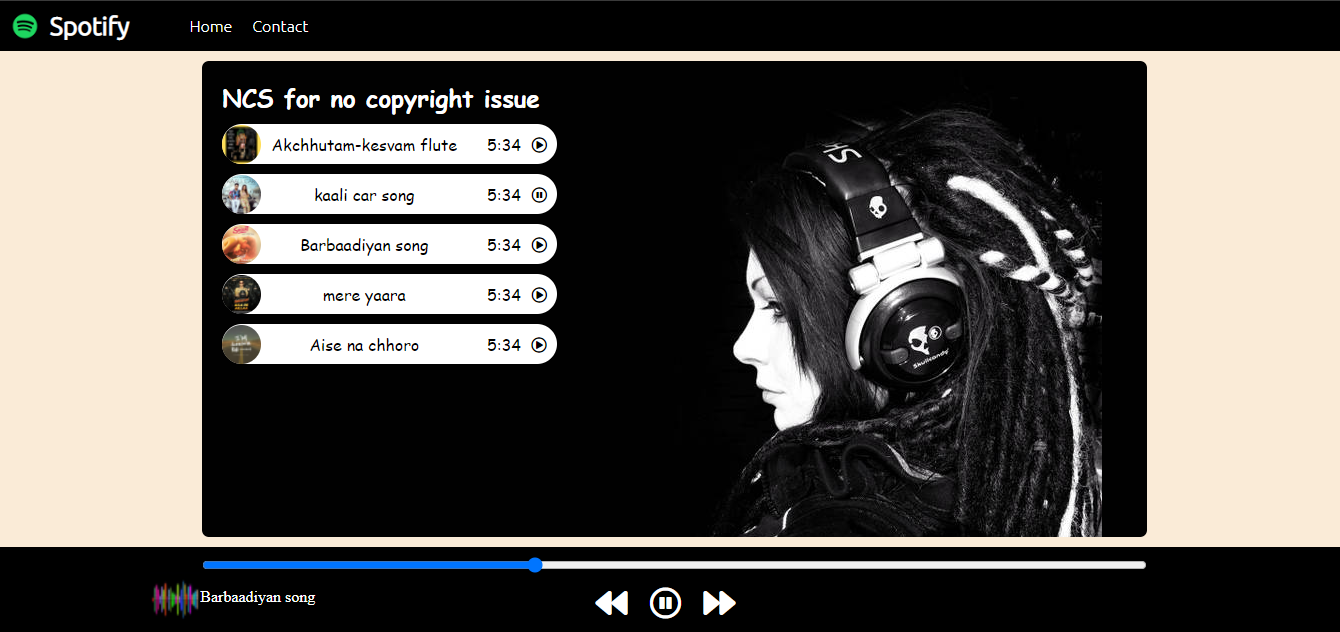 Spotify Home Contact
NCS for no copyright issue
Akchhutam-kesvam flute 5:34
kaali car song 5:34
Barbaadiyan song 5:34
mere yaara 5:34
Aise na chhoro 5:34
HS
Skullcandy
Barbaadiyan song